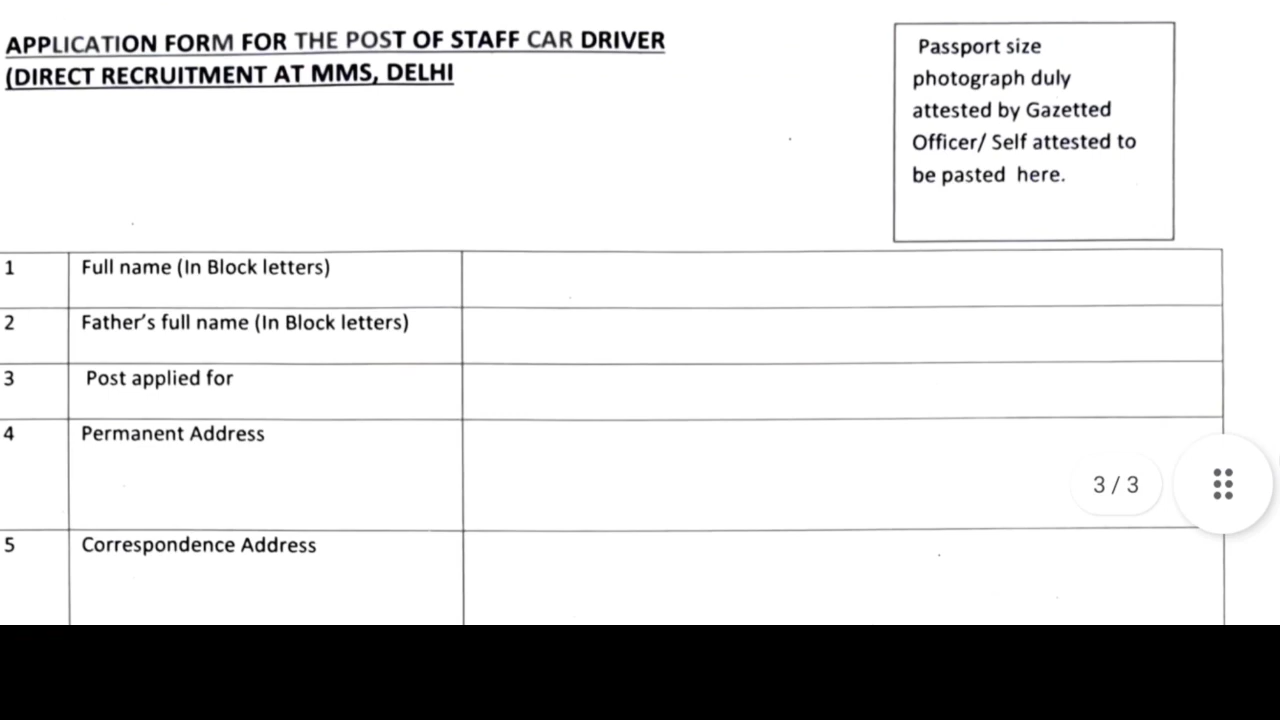 APPLICATION FORM FOR THE POST OF STAFF CAR DRIVER
(DIRECT RECRUITMENT AT MMS, DELHI
Passport size
photograph duly
attested by Gazetted
Officer/ Self attested to
be pasted here.
1 Full name (In Block letters)
2 Father's full name (In Block letters)
3 Post applied for
4 Permanent Address
3 / 3
5 Correspondence Address